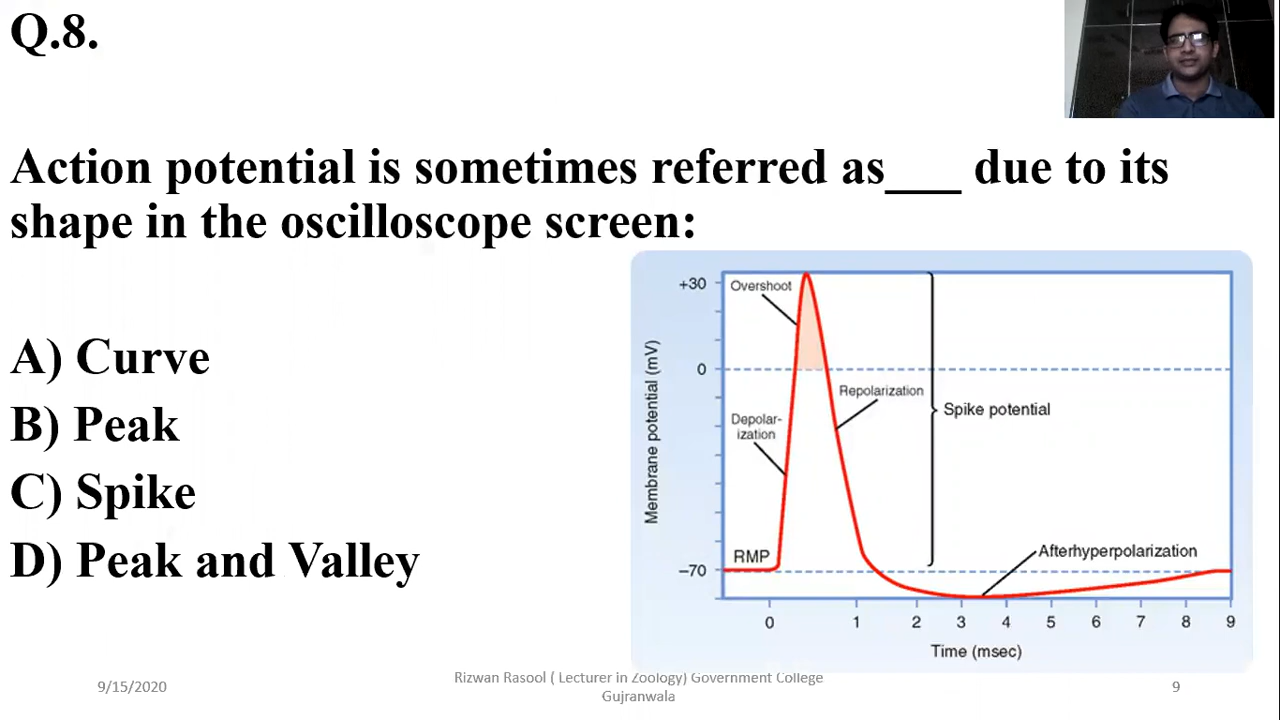 Q.8.
Action potential is sometimes referred as___ due to its
shape in the oscilloscope screen:
A) Curve
B) Peak
C) Spike
D) Peak and Valley
+30
Overshoot
0
Repolarization
Spike potential
Depolar-
ization
Membrane potential (mV)
RMP
Afterhyperpolarization
–70
0 1 2 3 4 5 6 7 8 9
Time (msec)
9/15/2020
Rizwan Rasool ( Lecturer in Zoology) Government College
Gujranwala
9